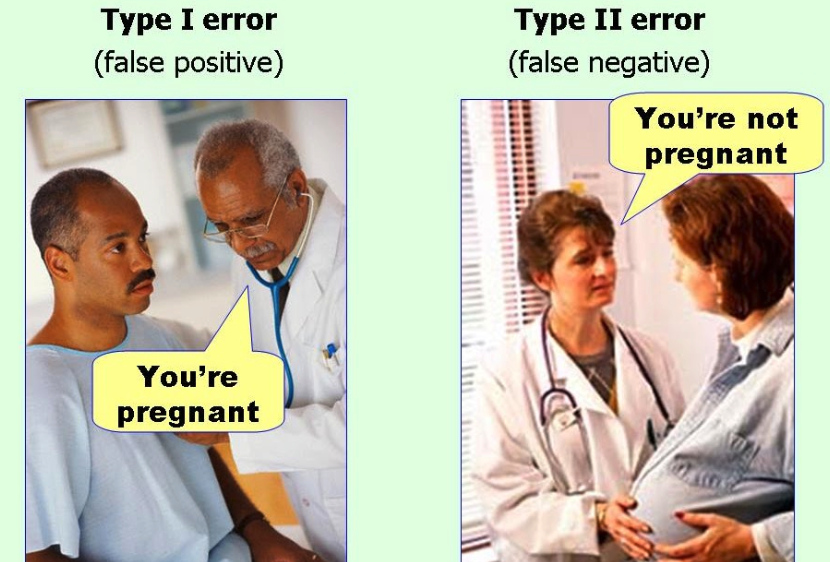 Type I error
(false positive)
You're
pregnant
Type II error
(false negative)
You're not
pregnant